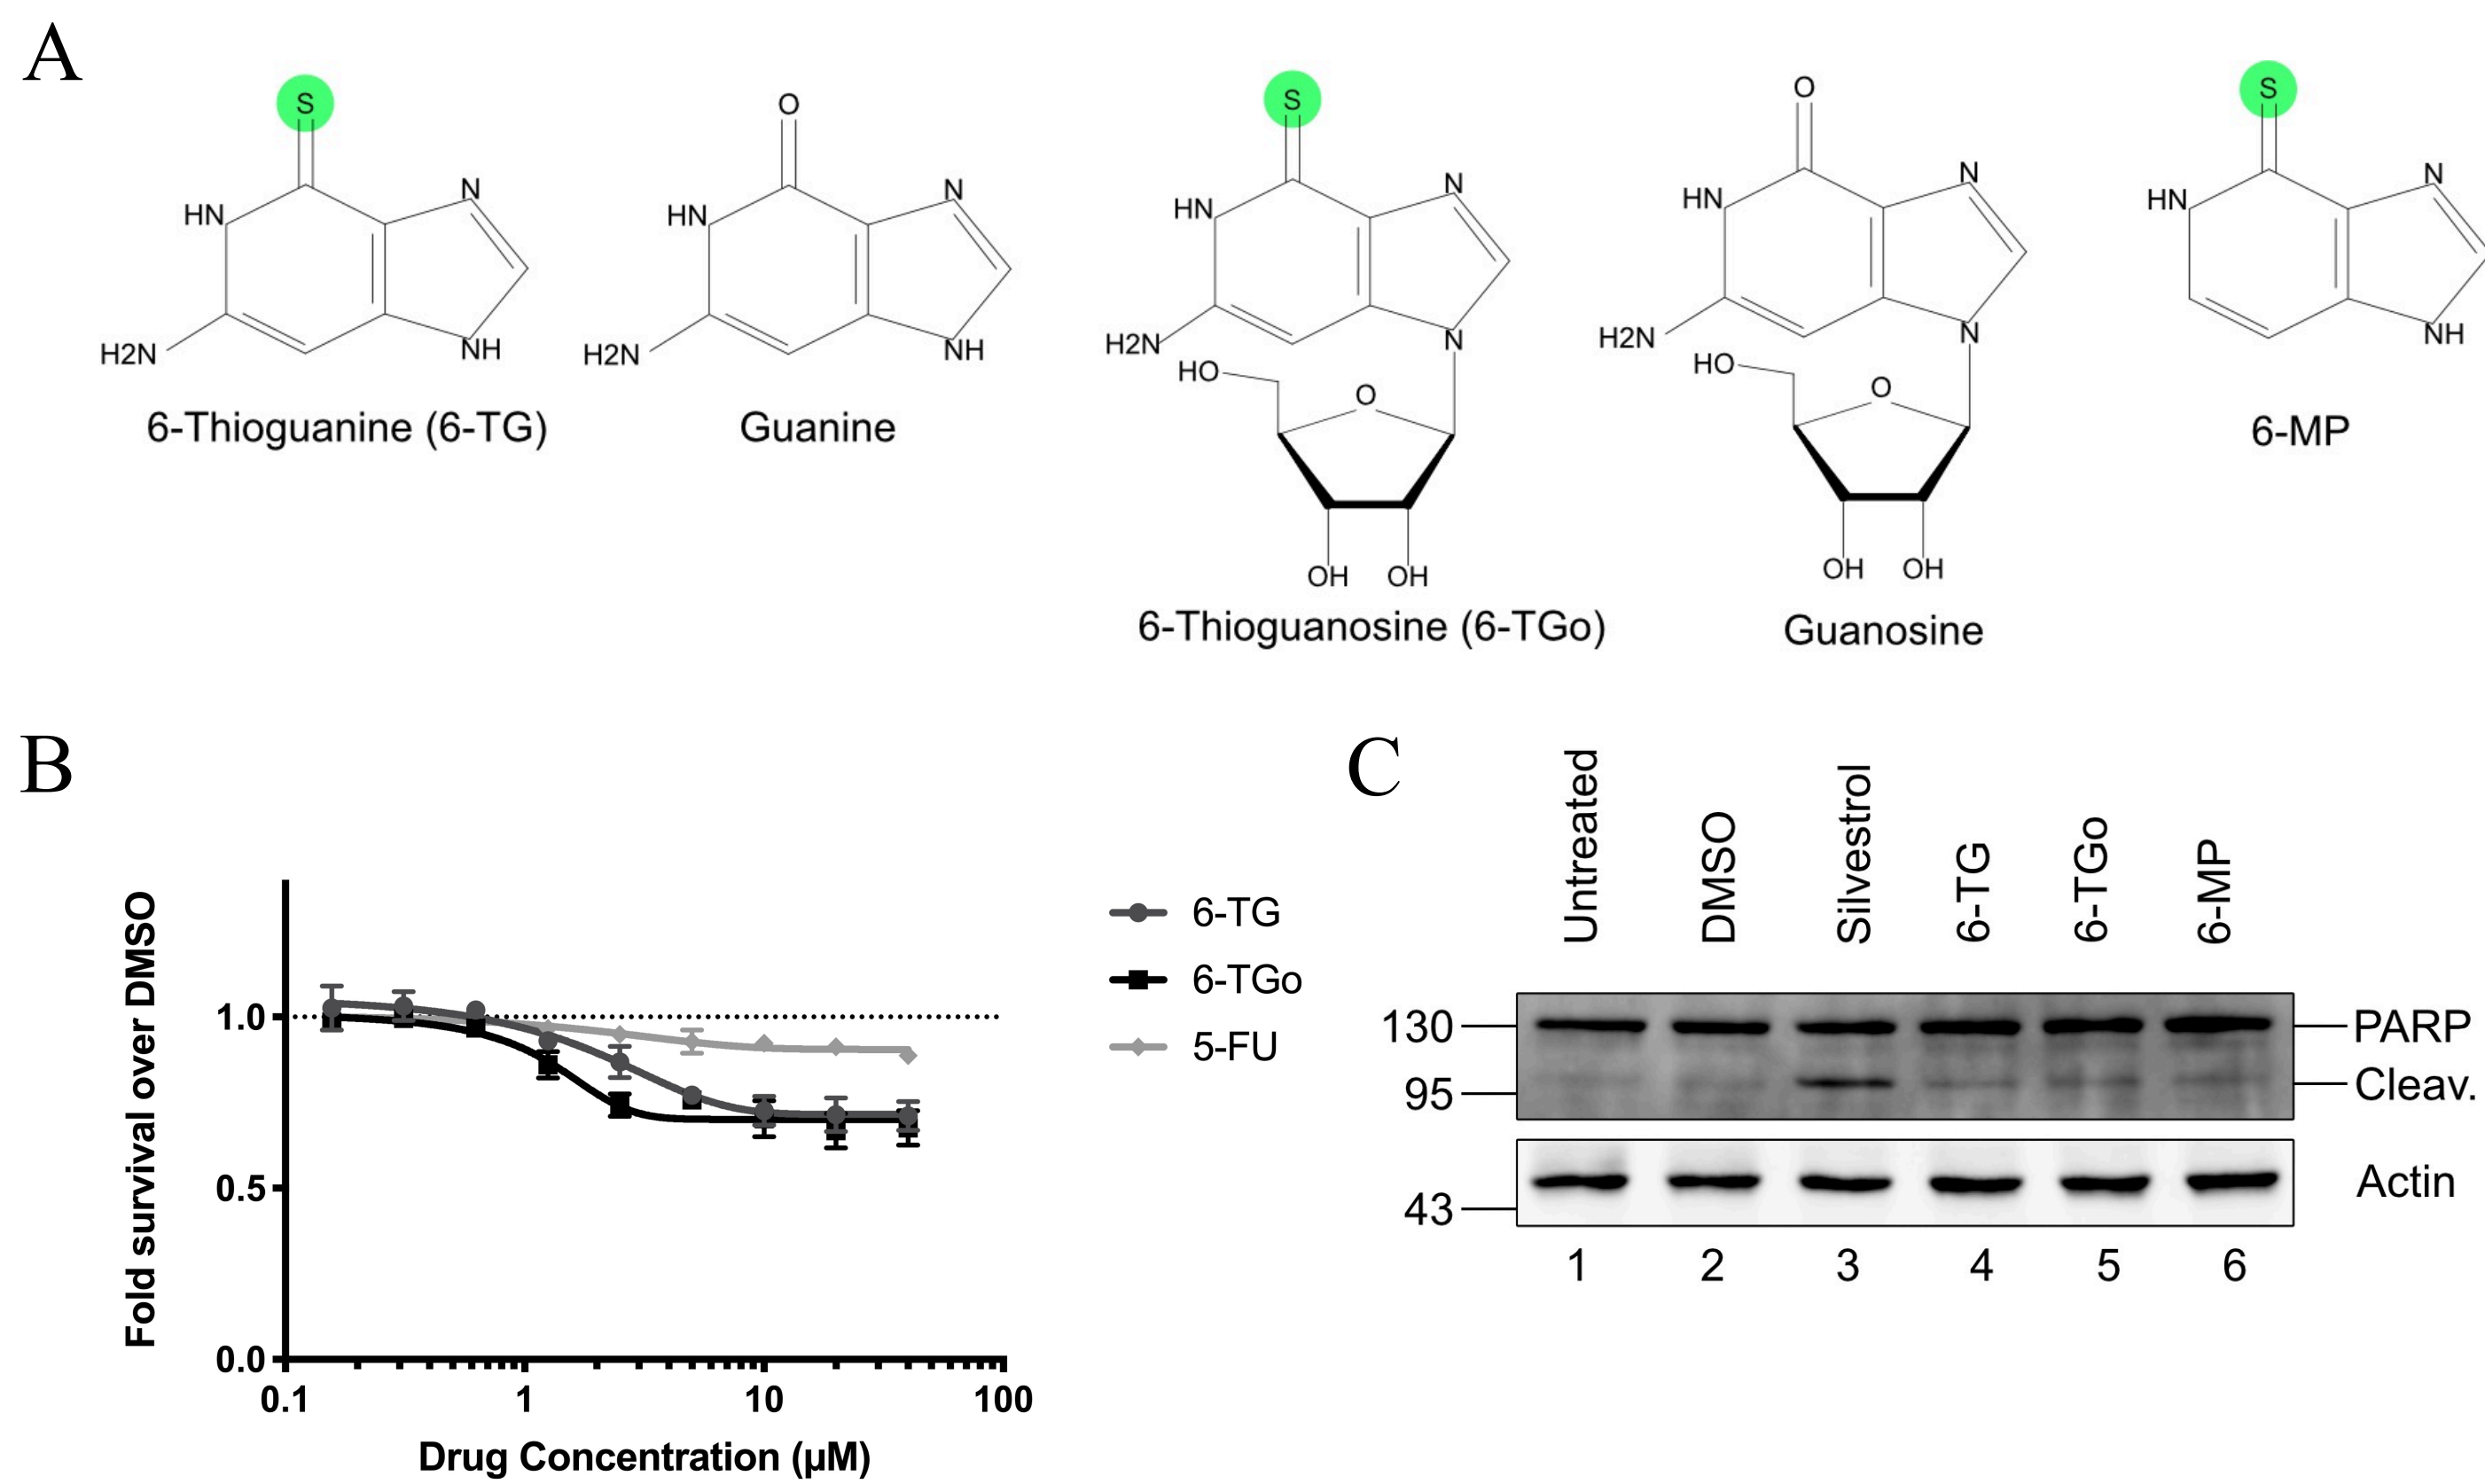 A
S
HN
N
H2N
NH
6-Thioguanine (6-TG)
O
HN
N
H2N
NH
Guanine
S
HN
N
H2N
N
HO
O
OH OH
6-Thioguanosine (6-TGo)
O
HN
N
H2N
N
HO
O
OH OH
Guanosine
S
HN
N
NH
6-MP
B
Fold survival over DMSO
1.0
0.5
0.0
0.1 1 10 100
Drug Concentration (µM)
6-TG
6-TGo
5-FU
C
Untreated
DMSO
Silvestrol
6-TG
6-TGo
6-MP
130
95
43
PARP
Cleav.
Actin
1 2 3 4 5 6